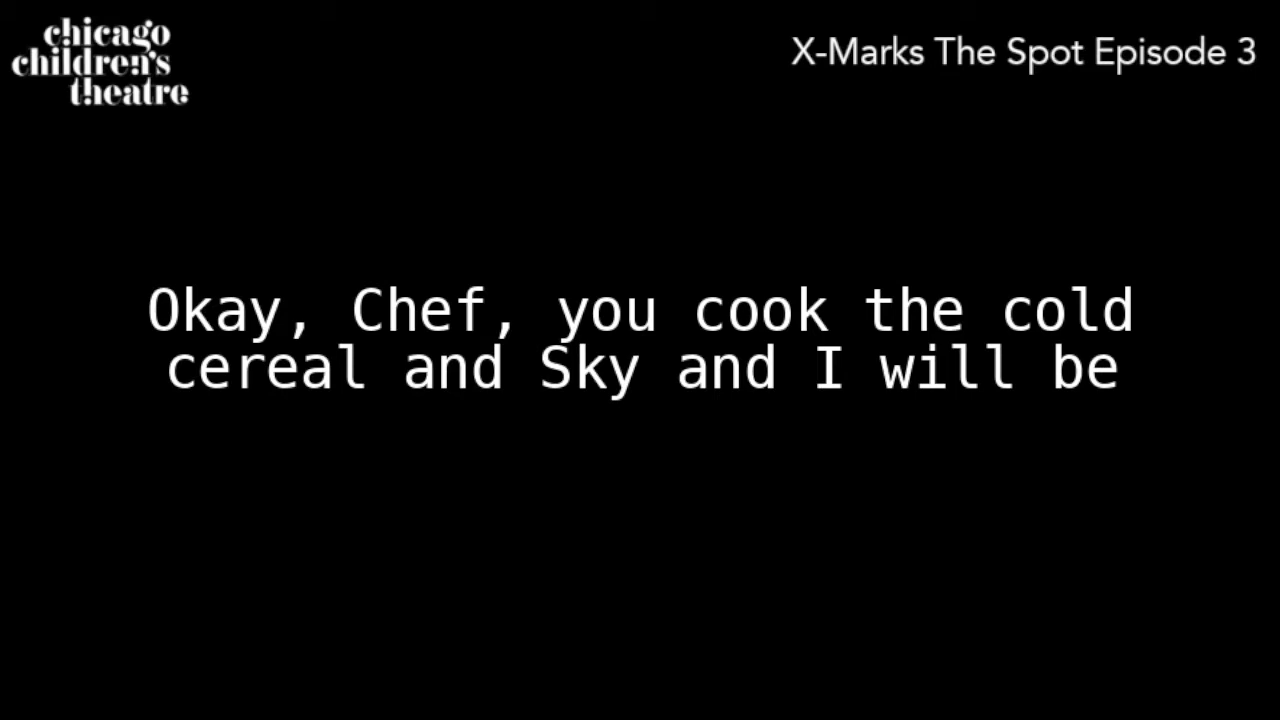 chicago
children's
theatre
X-Marks The Spot Episode 3
Okay, Chef, you cook the cold
cereal and Sky and I will be